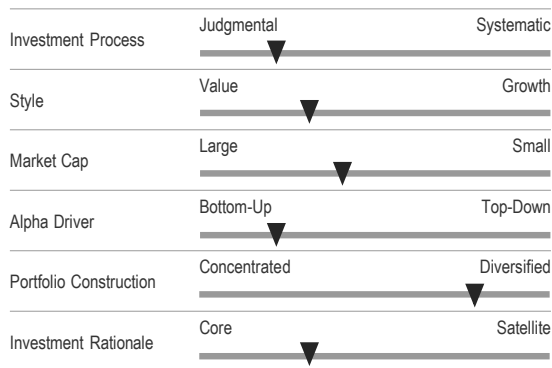 Investment Process
Judgmental Systematic
Style
Value Growth
Market Cap
Large Small
Alpha Driver
Bottom-Up Top-Down
Portfolio Construction
Concentrated Diversified
Investment Rationale
Core Satellite